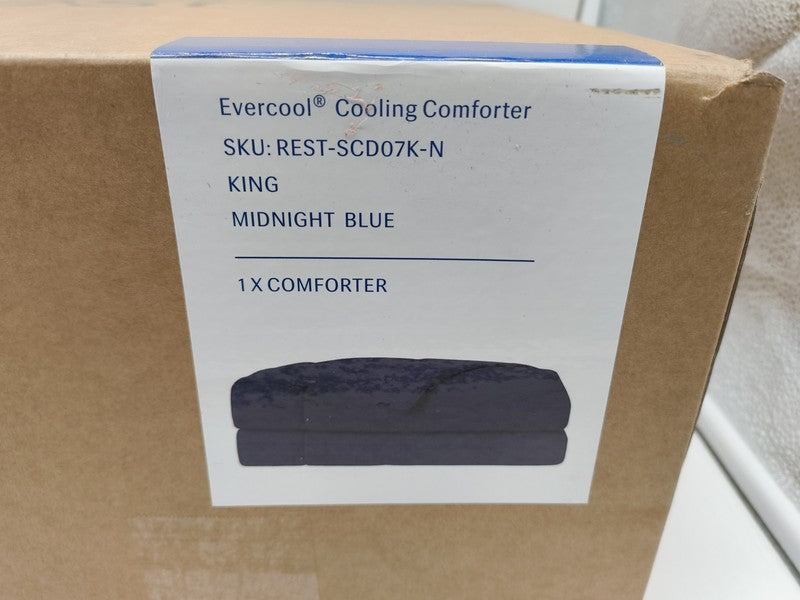 Evercool® Cooling Comforter
SKU: REST-SCD07K-N
KING
MIDNIGHT BLUE
1 X COMFORTER